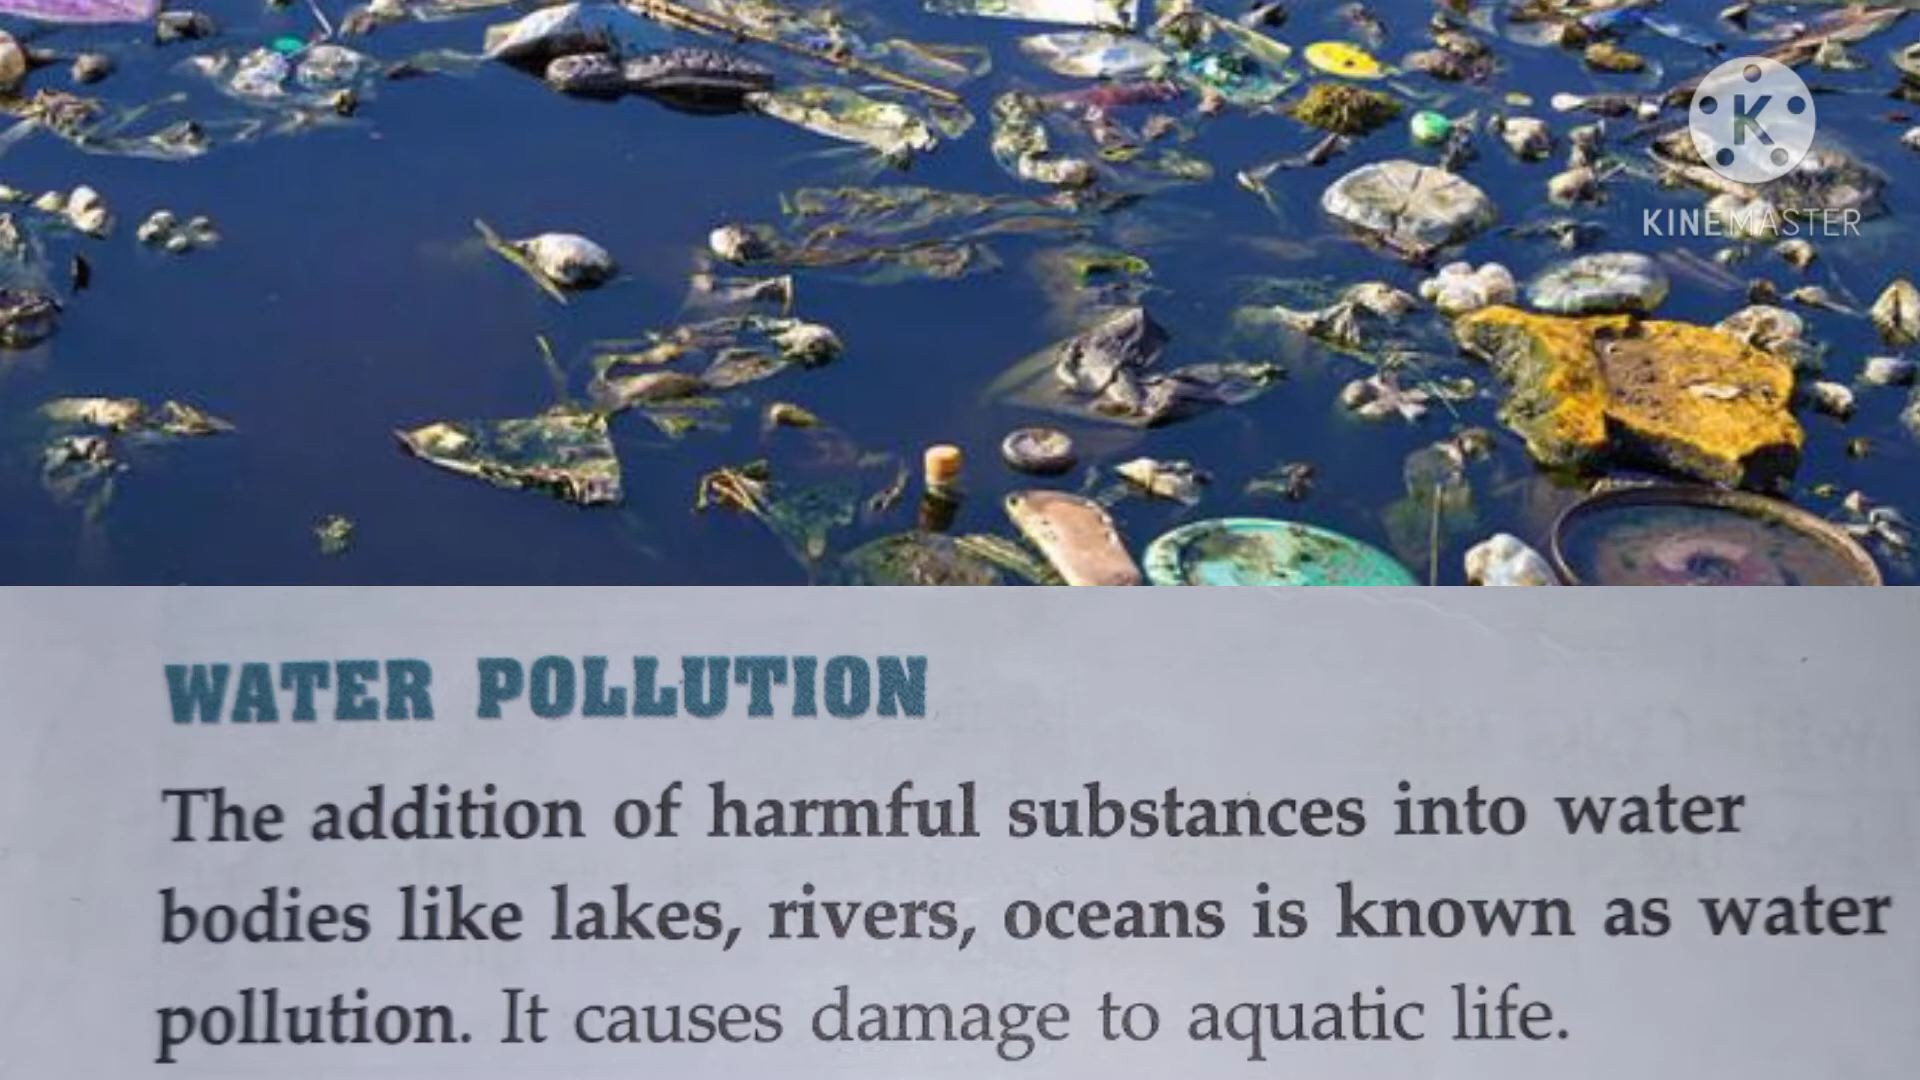 K
KINEMASTER
WATER POLLUTION
The addition of harmful substances into water
bodies like lakes, rivers, oceans is known as water
pollution. It causes damage to aquatic life.